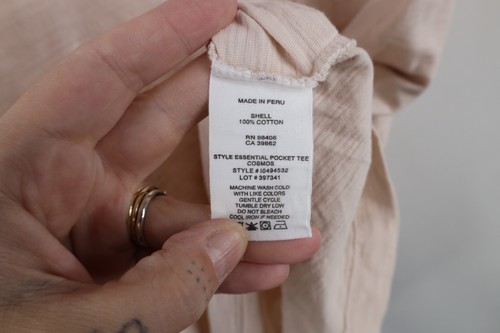 MADE IN PERU
SHELL
100% COTTON
RN 98406
CA 39662
STYLE ESSENTIAL POCKET TEE
COSMOS
STYLE #10494532
LOT #397341
MACHINE WASH COLD
WITH LIKE COLORS
GENTLE CYCLE
TUMBLE DRY LOW
DO NOT BLEACH
COOL IRON IF NEEDED